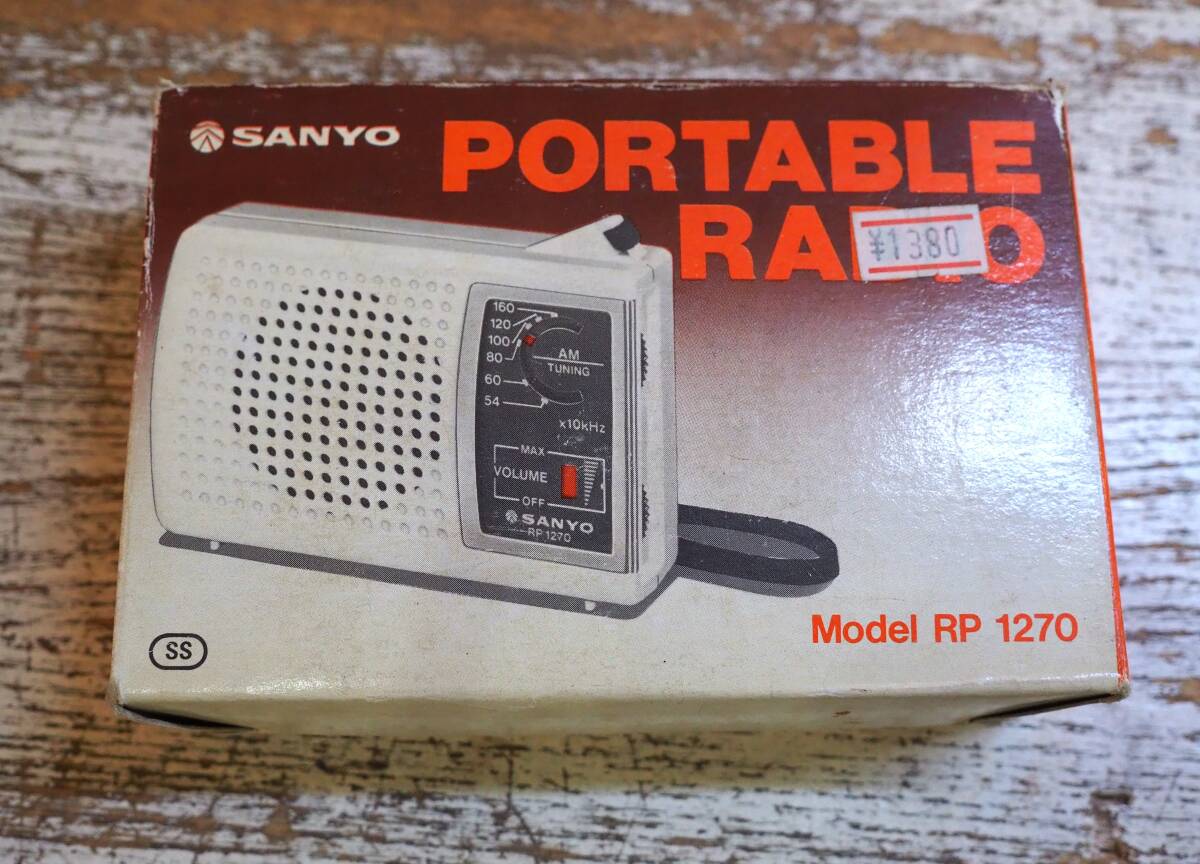 SANYO
PORTABLE
RADIO
¥1380
160
120
100
80
60
54
AM
TUNING
x10kHz
MAX
VOLUME
OFF
SANYO
RP 1270
Model RP 1270
SS